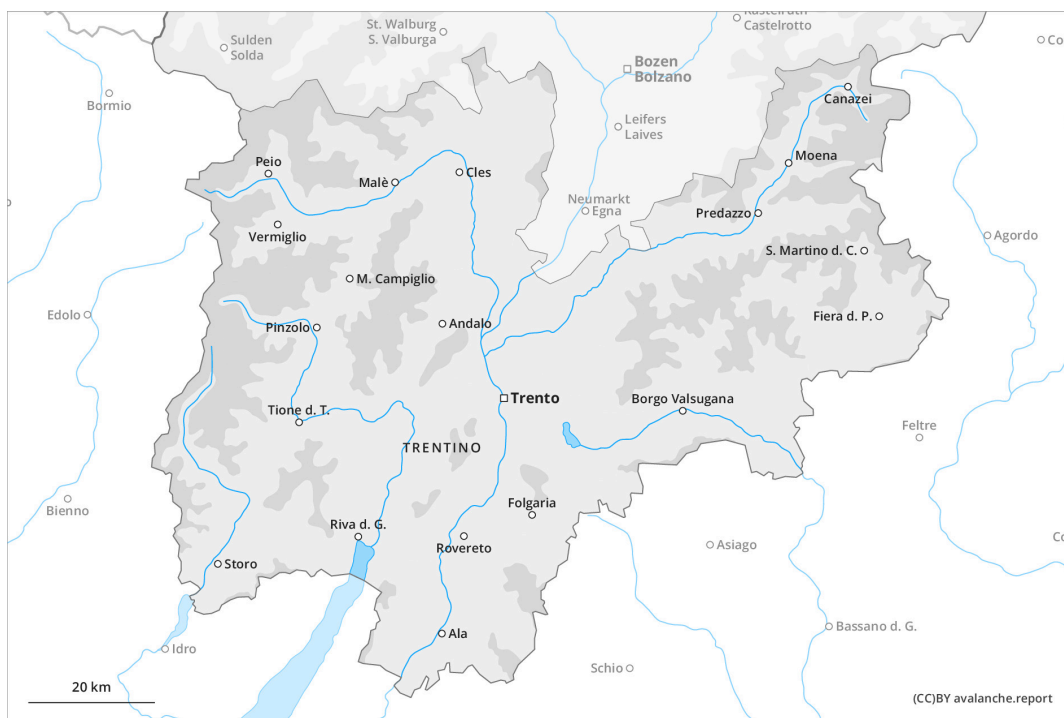 St. Walburg
S. Valburga
Kastelruth
Castelrotto
Sulden
Solda
Bozen
Bolzano
Bormio
Canazei
Leifers
Laives
Moena
Peio
Malè
Cles
Neumarkt
Egna
Predazzo
Vermiglio
S. Martino d. C.
Agordo
M. Campiglio
Edolo
Pinzolo
Andalo
Fiera d. P.
Trento
Borgo Valsugana
Tione d. T.
Feltre
TRENTINO
Bienno
Folgaria
Riva d. G.
Rovereto
Asiago
Storo
Ala
Bassano d. G.
Idro
Schio
20 km
(CC)BY avalanche.report